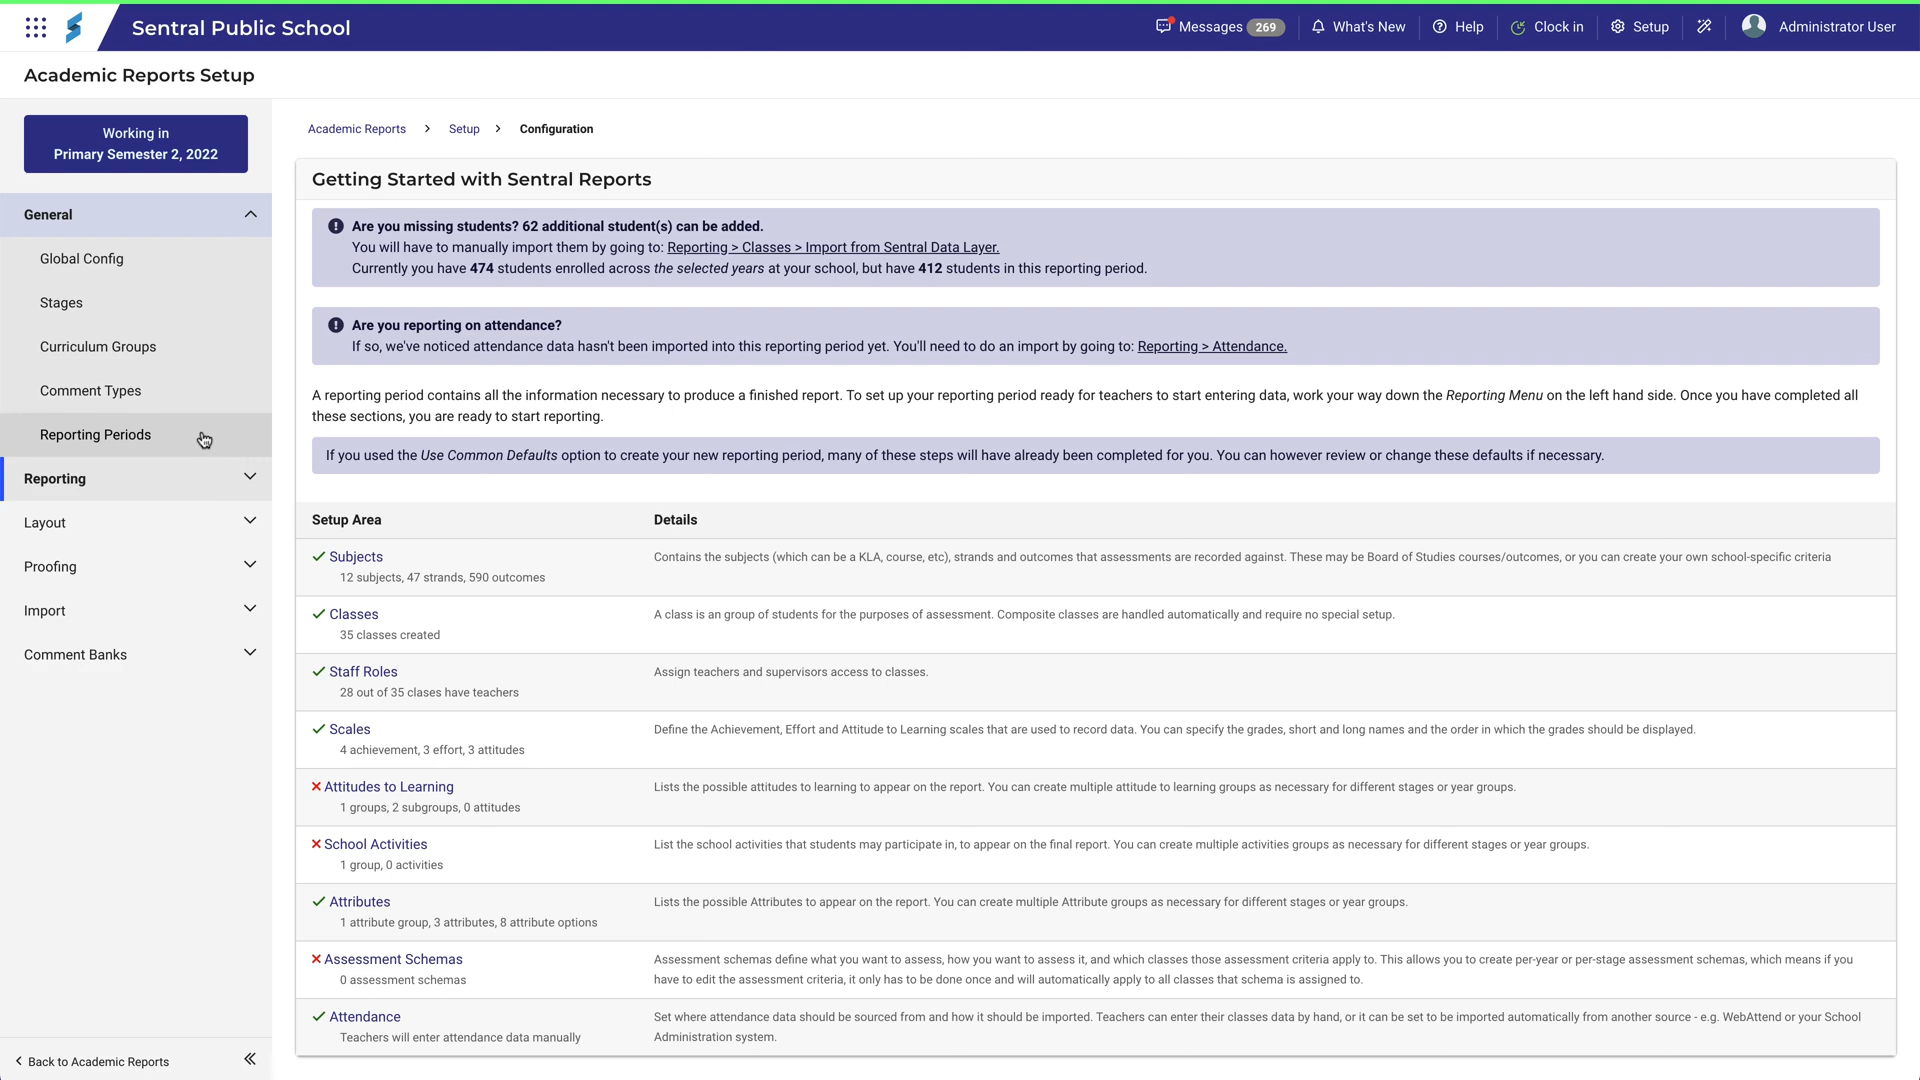 Sentral Public School
Messages 269
What's New
Help
Clock in
Setup
Administrator User
Academic Reports Setup
Working in
Primary Semester 2, 2022
General
Global Config
Stages
Curriculum Groups
Comment Types
Reporting Periods
Reporting
Layout
Proofing
Import
Comment Banks
Back to Academic Reports
Academic Reports > Setup > Configuration
Getting Started with Sentral Reports
Are you missing students? 62 additional student(s) can be added.
You will have to manually import them by going to: Reporting > Classes > Import from Sentral Data Layer.
Currently you have 474 students enrolled across the selected years at your school, but have 412 students in this reporting period.
Are you reporting on attendance?
If so, we've noticed attendance data hasn't been imported into this reporting period yet. You'll need to do an import by going to: Reporting > Attendance.
A reporting period contains all the information necessary to produce a finished report. To set up your reporting period ready for teachers to start entering data, work your way down the Reporting Menu on the left hand side. Once you have completed all
these sections, you are ready to start reporting.
If you used the Use Common Defaults option to create your new reporting period, many of these steps will have already been completed for you. You can however review or change these defaults if necessary.
Setup Area
Details
Subjects
12 subjects, 47 strands, 590 outcomes
Contains the subjects (which can be a KLA, course, etc), strands and outcomes that assessments are recorded against. These may be Board of Studies courses/outcomes, or you can create your own school-specific criteria
Classes
35 classes created
A class is an group of students for the purposes of assessment. Composite classes are handled automatically and require no special setup.
Staff Roles
28 out of 35 clases have teachers
Assign teachers and supervisors access to classes.
Scales
4 achievement, 3 effort, 3 attitudes
Define the Achievement, Effort and Attitude to Learning scales that are used to record data. You can specify the grades, short and long names and the order in which the grades should be displayed.
Attitudes to Learning
1 groups, 2 subgroups, 0 attitudes
Lists the possible attitudes to learning to appear on the report. You can create multiple attitude to learning groups as necessary for different stages or year groups.
School Activities
1 group, 0 activities
List the school activities that students may participate in, to appear on the final report. You can create multiple activities groups as necessary for different stages or year groups.
Attributes
1 attribute group, 3 attributes, 8 attribute options
Lists the possible Attributes to appear on the report. You can create multiple Attribute groups as necessary for different stages or year groups.
Assessment Schemas
0 assessment schemas
Assessment schemas define what you want to assess, how you want to assess it, and which classes those assessment criteria apply to. This allows you to create per-year or per-stage assessment schemas, which means if you
have to edit the assessment criteria, it only has to be done once and will automatically apply to all classes that schema is assigned to.
Attendance
Teachers will enter attendance data manually
Set where attendance data should be sourced from and how it should be imported. Teachers can enter their classes data by hand, or it can be set to be imported automatically from another source - e.g. WebAttend or your School
Administration system.